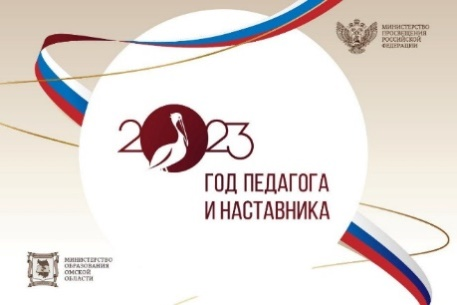 МИНИСТЕРСТВО
ПРОСВЕЩЕНИЯ
РОССИЙСКОЙ
ФЕДЕРАЦИИ
2023
ГОД ПЕДАГОГА
И НАСТАВНИКА
МИНИСТЕРСТВО
ОБРАЗОВАНИЯ
ОМСКОЙ
ОБЛАСТИ